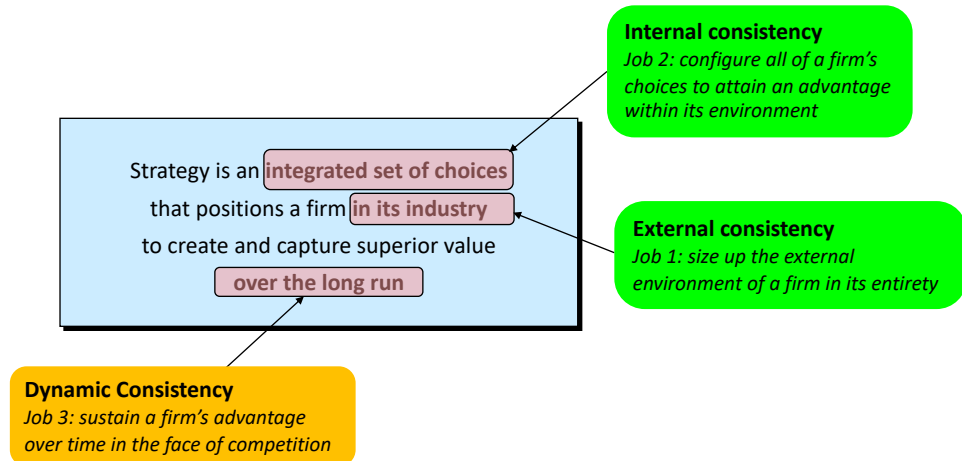 Internal consistency
Job 2: configure all of a firm's
choices to attain an advantage
within its environment
Strategy is an integrated set of choices
that positions a firm in its industry
to create and capture superior value
over the long run
External consistency
Job 1: size up the external
environment of a firm in its entirety
Dynamic Consistency
Job 3: sustain a firm's advantage
over time in the face of competition